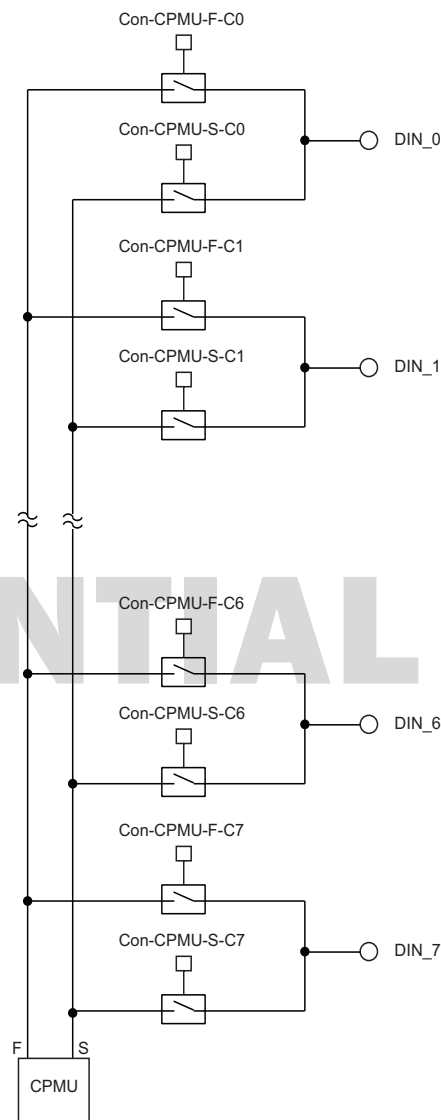 Con-CPMU-F-C0
Con-CPMU-S-C0
DIN_0
Con-CPMU-F-C1
Con-CPMU-S-C1
DIN_1
NTIAL
Con-CPMU-F-C6
Con-CPMU-S-C6
DIN_6
Con-CPMU-F-C7
Con-CPMU-S-C7
DIN_7
F S
CPMU